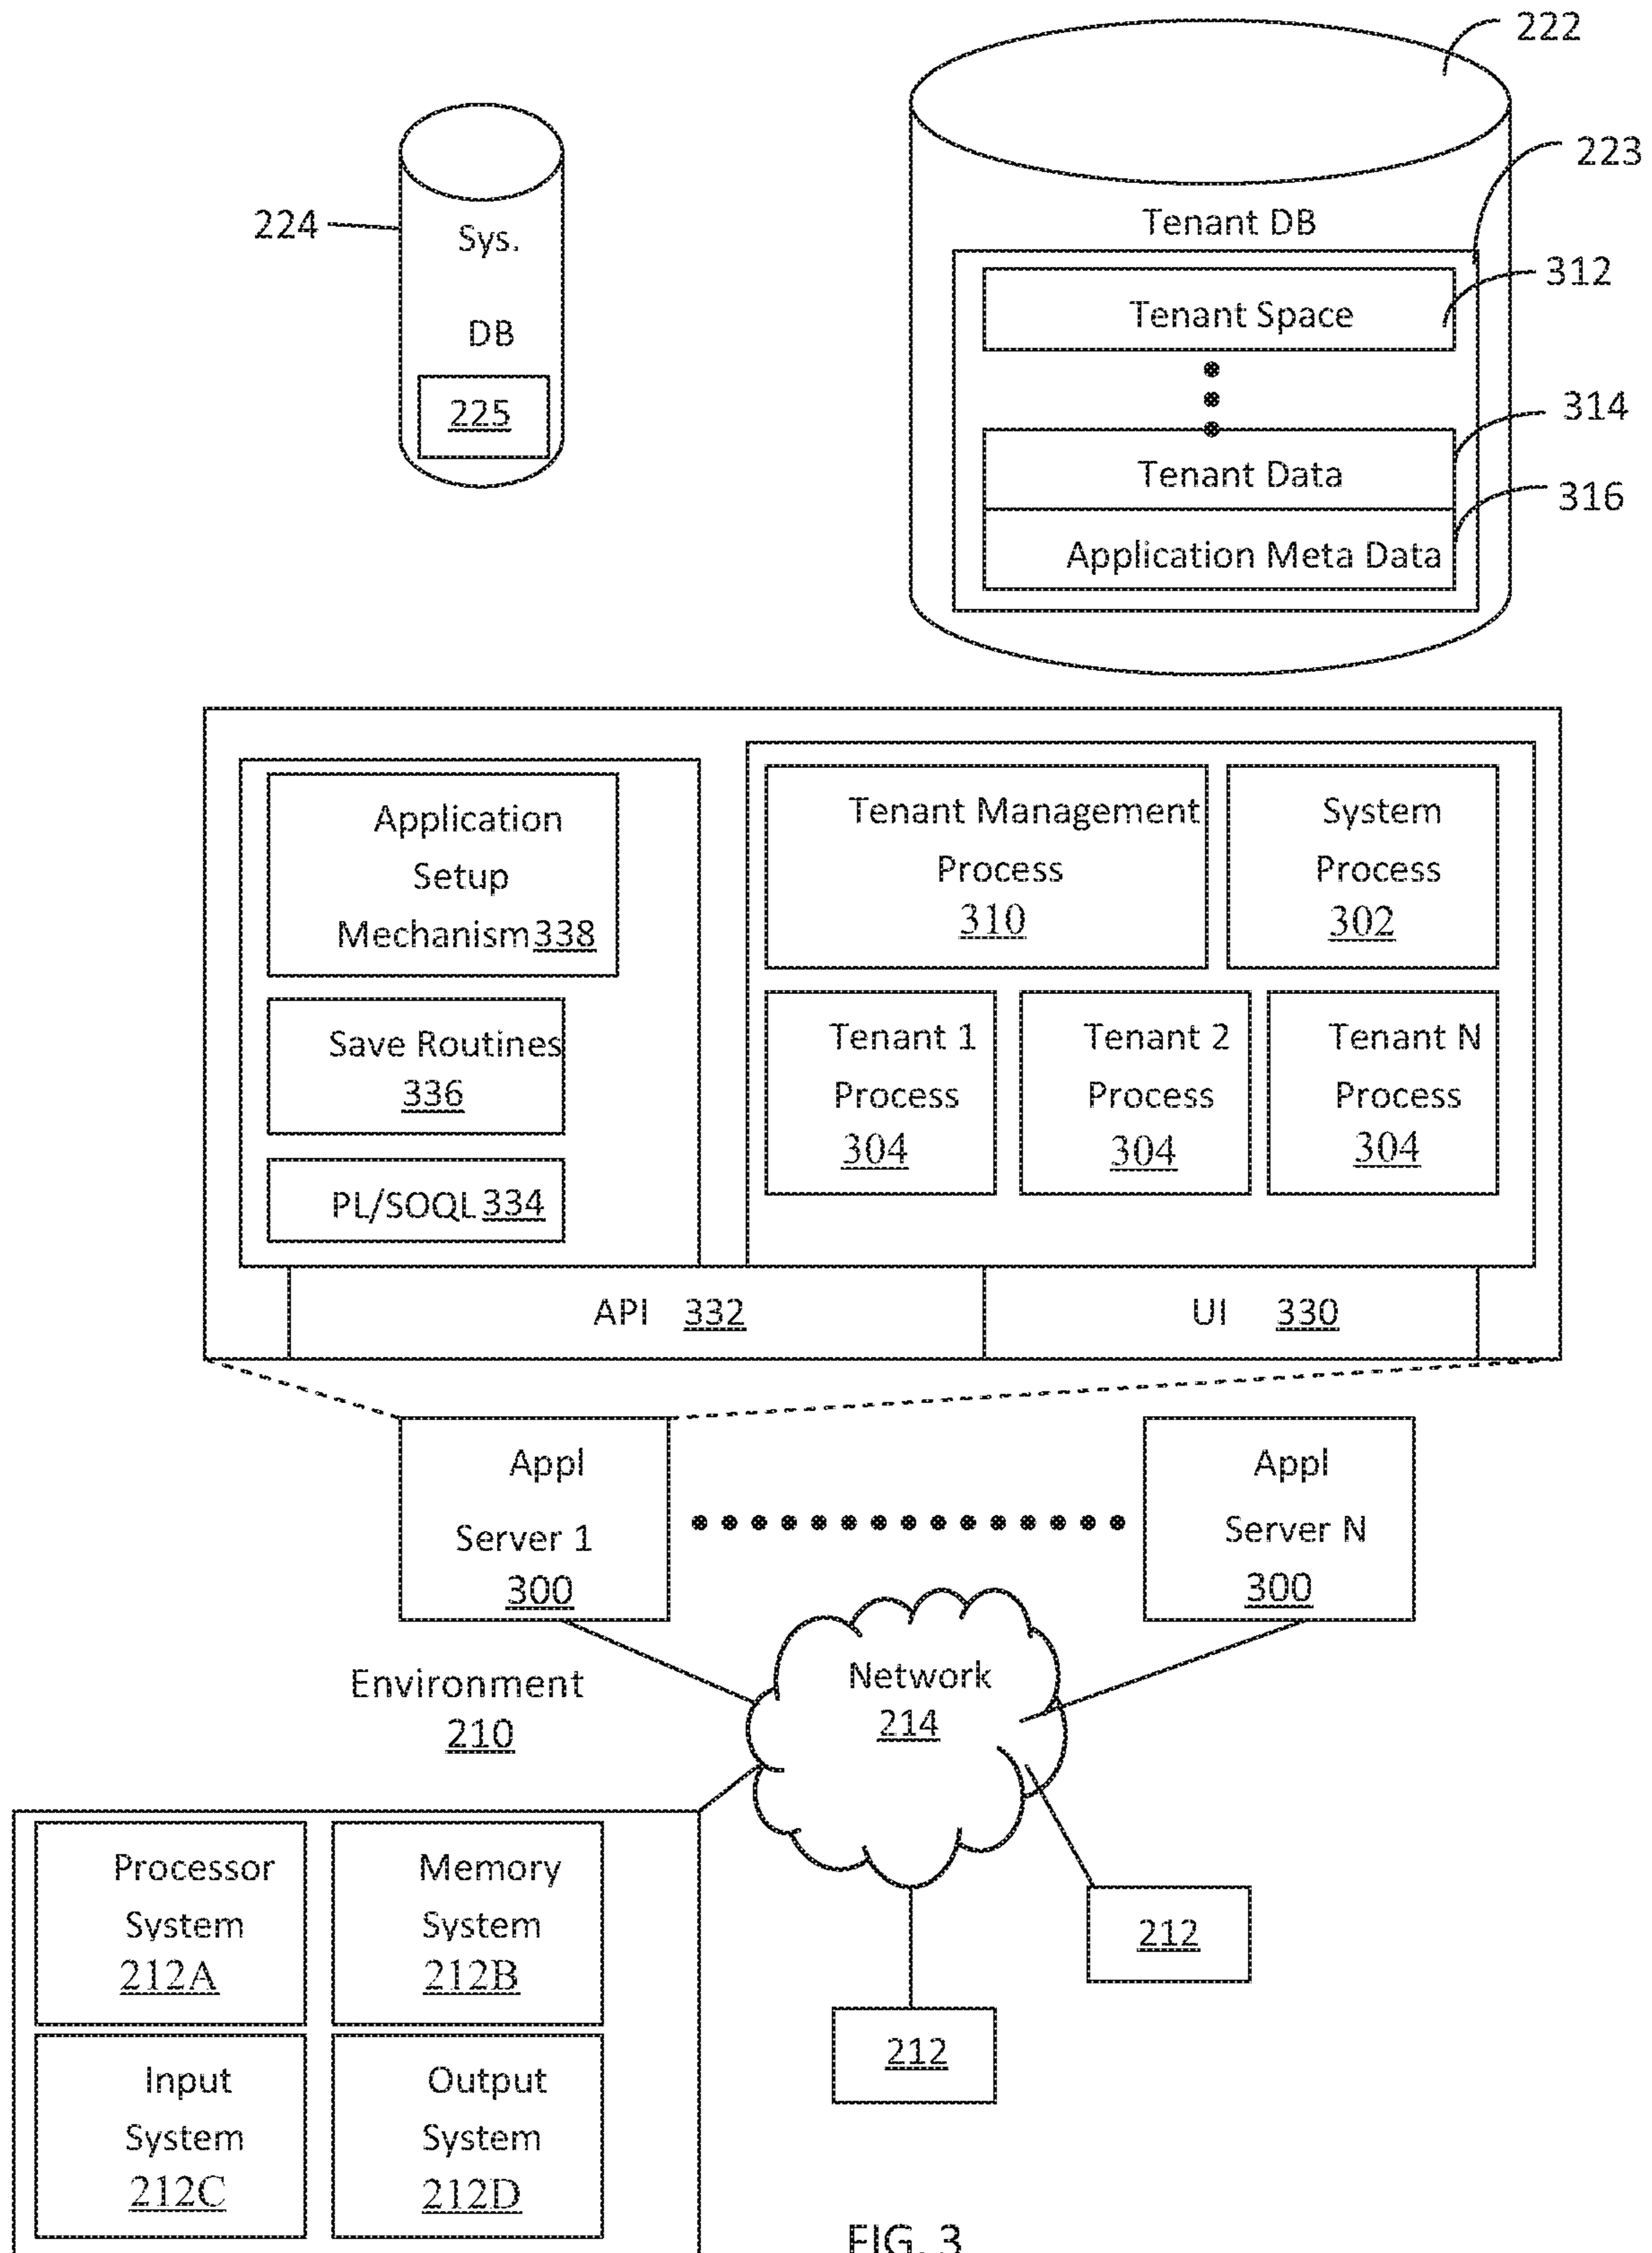 222
223
Tenant DB
224
Sys.
312
Tenant Space
DB
225
314
Tenant Data
316
Application Meta Data
Application
Setup
Mechanism 338
Tenant Management
Process
310
System
Process
302
Save Routines
336
Tenant 1
Process
304
Tenant 2
Process
304
Tenant N
Process
304
PL/SOQL 334
API 332
UI 330
Appl
Server 1
300
Appl
Server N
300
Environment
210
Network
214
Processor
System
212A
Memory
System
212B
212
212
Input
System
212C
Output
System
212D
FIG. 3